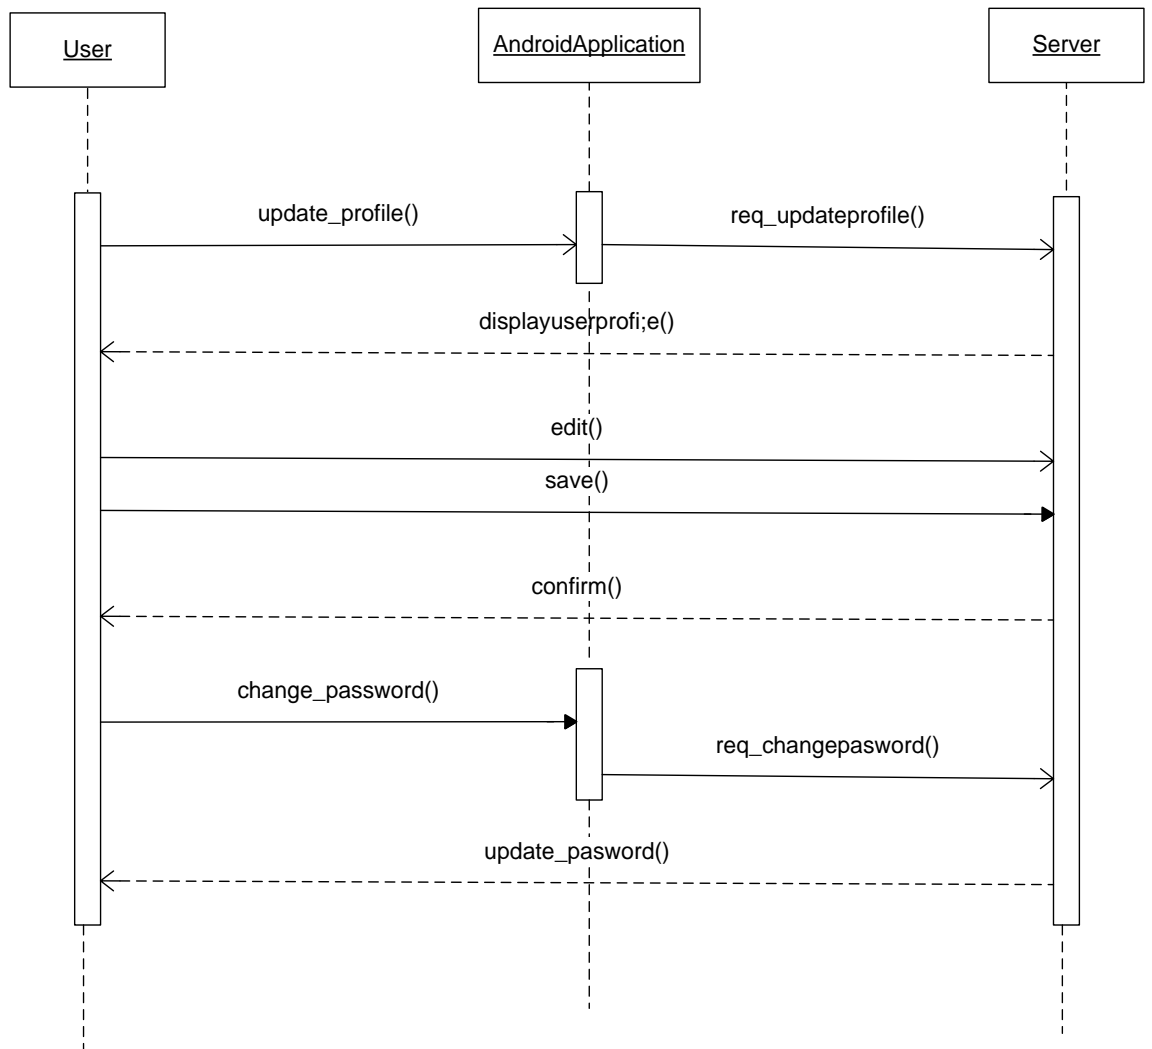 User
AndroidApplication
Server
update_profile()
req_updateprofile()
displayuserprofi;e()
edit()
save()
confirm()
change_password()
req_changepasword()
update_pasword()